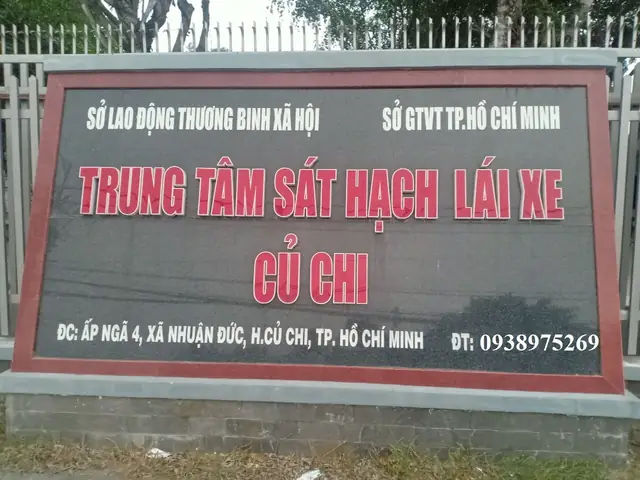 SỞ LAO ĐỘNG THƯƠNG BINH XÃ HỘI SỞ GTVT TP.HỒ CHÍ MINH
TRUNG TÂM SÁT HẠCH LÁI XE
CỦ CHI
ĐC: ẤP NGÃ 4, XÃ NHUẬN ĐỨC, H.CỦ CHI, TP. HỒ CHÍ MINH ĐT: 0938975269